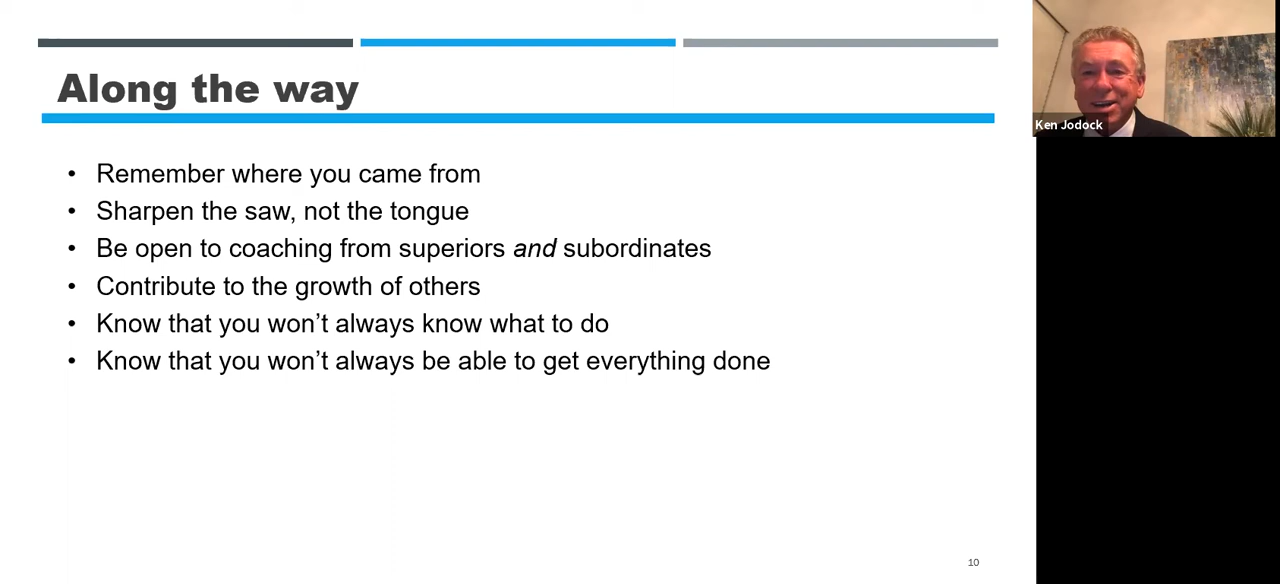 Along the way
• Remember where you came from
• Sharpen the saw, not the tongue
• Be open to coaching from superiors and subordinates
• Contribute to the growth of others
• Know that you won’t always know what to do
• Know that you won’t always be able to get everything done
10
Ken Jodock